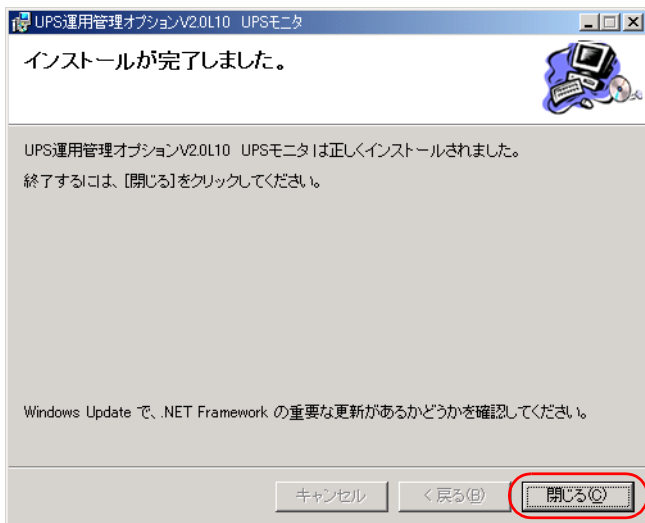 UPS運用管理オプションV2.0L10 UPSモニタ
インストールが完了しました。
UPS運用管理オプションV2.0L10 UPSモニタ は正しくインストールされました。
終了するには、[閉じる]をクリックしてください。
Windows Update で、.NET Framework の重要な更新があるかどうかを確認してください。
キャンセル
< 戻る(B)
閉じる(C)